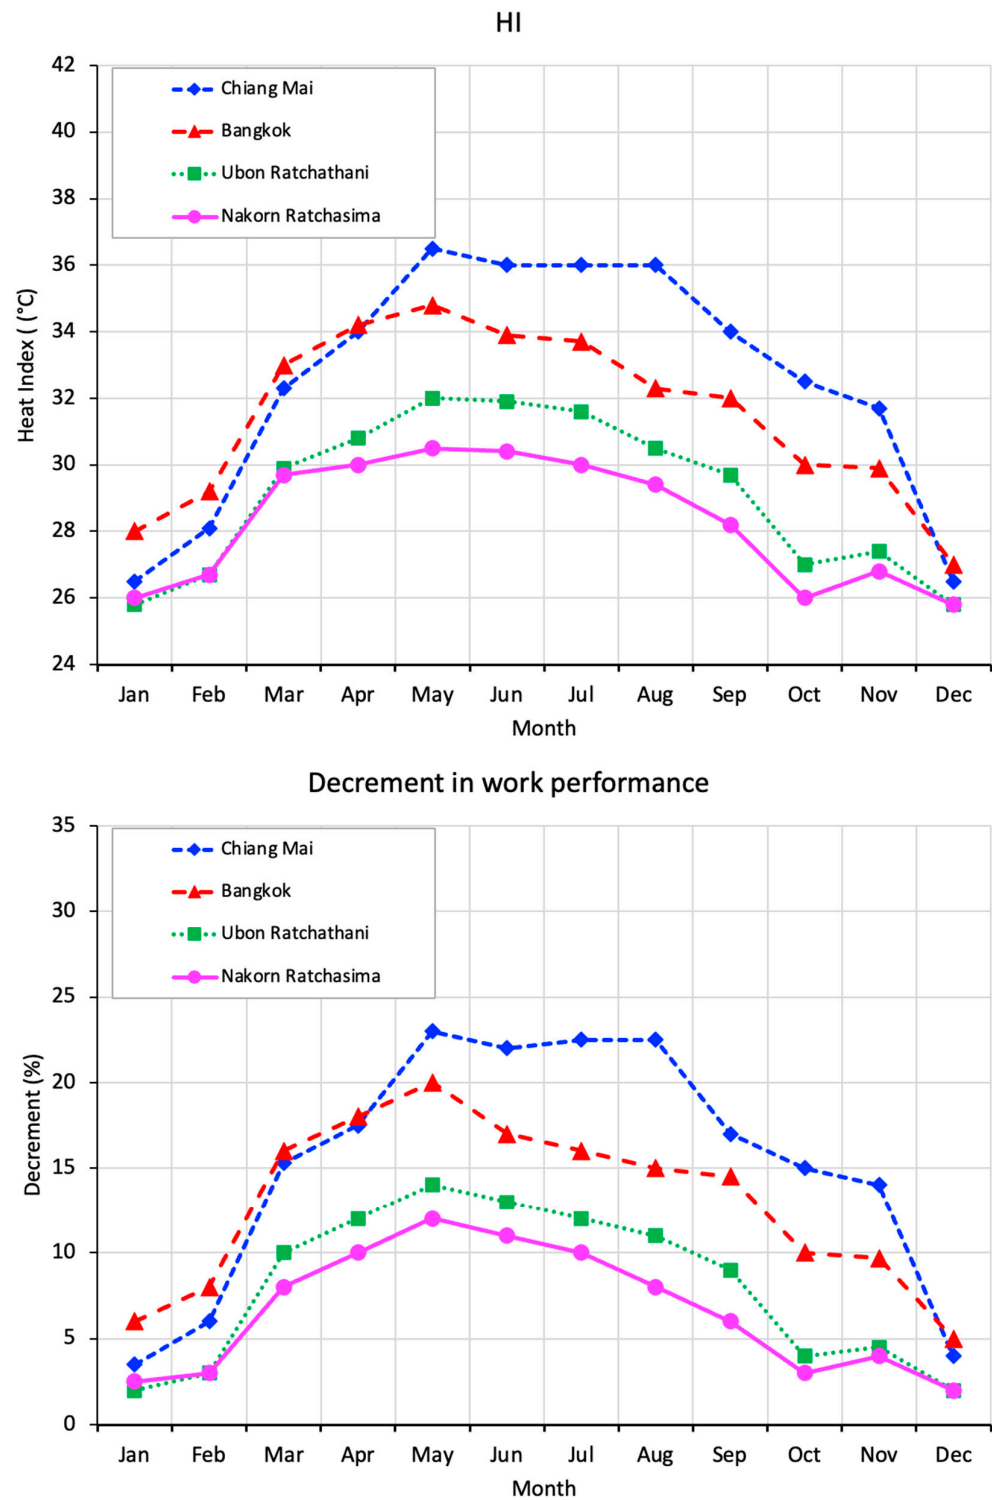 HI
42
40
38
36
34
32
30
28
26
24
Heat Index ( (°C)
Chiang Mai
Bangkok
Ubon Ratchathani
Nakorn Ratchasima
Jan Feb Mar Apr May Jun Jul Aug Sep Oct Nov Dec
Month
Decrement in work performance
35
30
25
20
15
10
5
0
Decrement (%)
Chiang Mai
Bangkok
Ubon Ratchathani
Nakorn Ratchasima
Jan Feb Mar Apr May Jun Jul Aug Sep Oct Nov Dec
Month